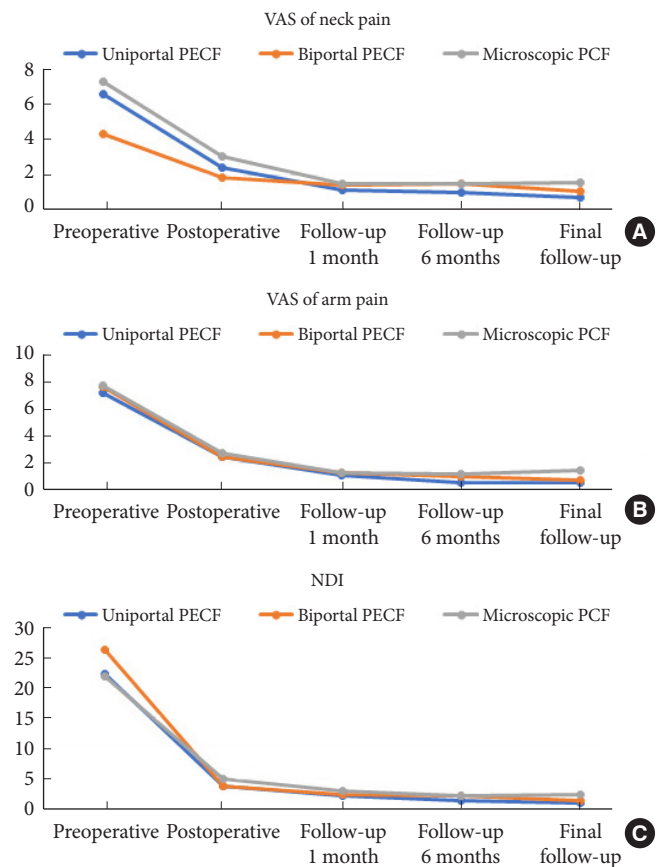 VAS of neck pain
Uniportal PECF Biportal PECF Microscopic PCF
8
6
4
2
0
Preoperative Postoperative Follow-up Follow-up Final
1 month 6 months follow-up
A
VAS of arm pain
Uniportal PECF Biportal PECF Microscopic PCF
10
8
6
4
2
0
Preoperative Postoperative Follow-up Follow-up Final
1 month 6 months follow-up
B
NDI
Uniportal PECF Biportal PECF Microscopic PCF
30
25
20
15
10
5
0
Preoperative Postoperative Follow-up Follow-up Final
1 month 6 months follow-up
C